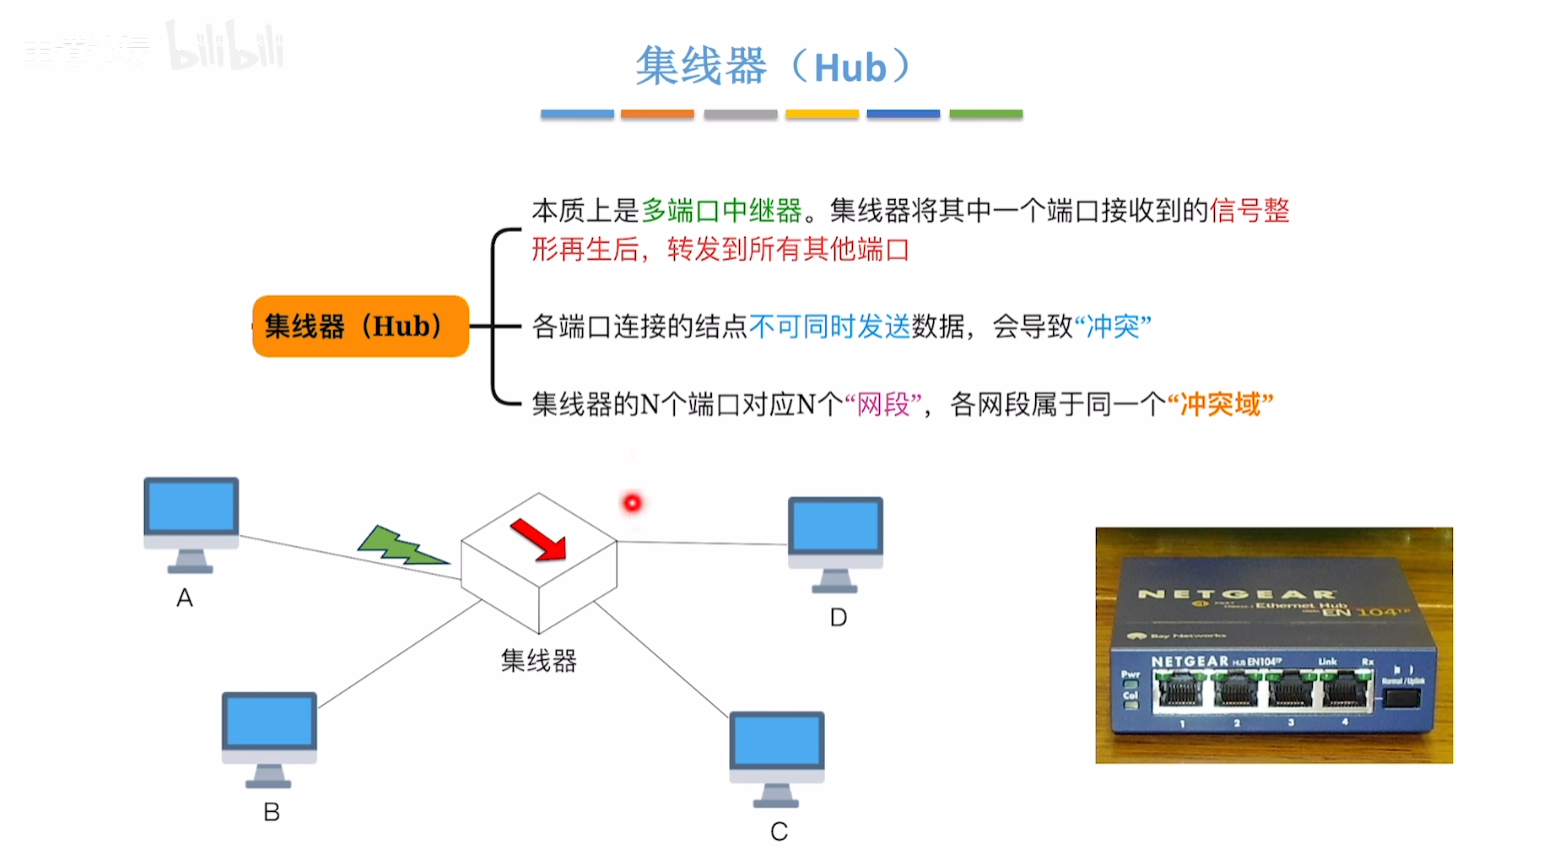 bilibili
集线器（Hub）
本质上是多端口中继器。集线器将其中一个端口接收到的信号整
形再生后，转发到所有其他端口
集线器（Hub）
各端口连接的结点不可同时发送数据，会导致“冲突”
集线器的N个端口对应N个“网段”，各网段属于同一个“冲突域”
A
B
集线器
D
C
NETGEAR
Ethernet Hub
EN 104TP
Bay Networks
NETGEAR HUB EN104TP
Link Rx
Pwr
Col
Normal/Uplink
1 2 3 4